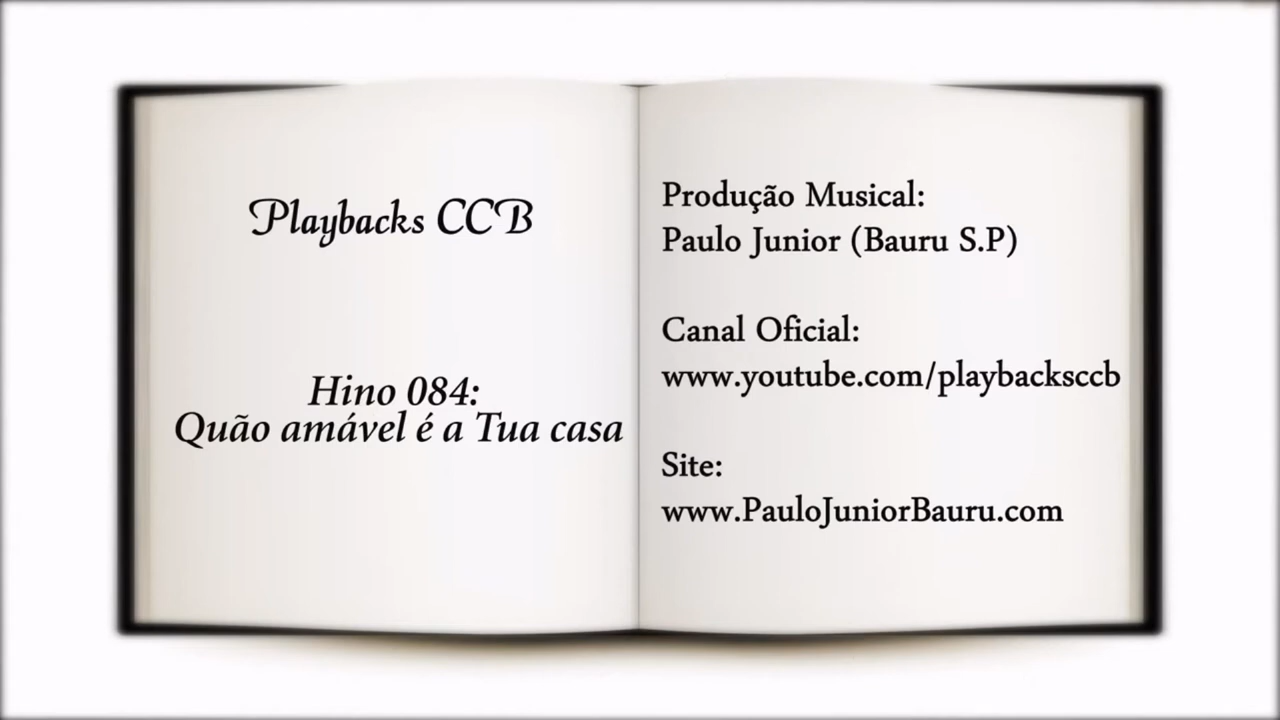 Playbacks CCB
Hino 084:
Quão amável é a Tua casa
Produção Musical:
Paulo Junior (Bauru S.P)
Canal Oficial:
www.youtube.com/playbacksccb
Site:
www.PauloJuniorBauru.com